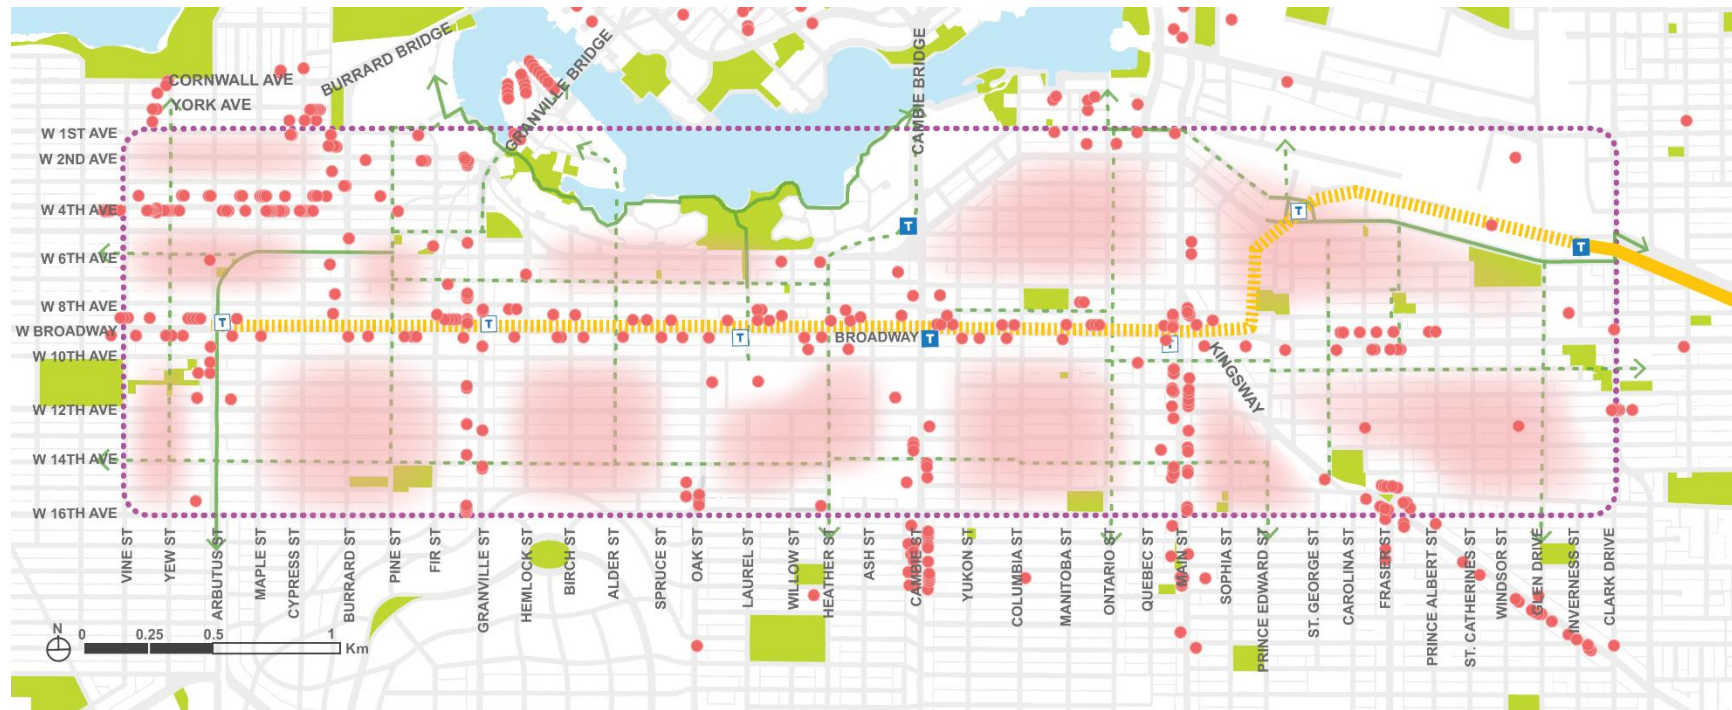 CORNWALL AVE
BURRARD BRIDGE
GRANVILLE BRIDGE
CAMBIE BRIDGE
YORK AVE
W 1ST AVE
W 2ND AVE
W 4TH AVE
T
W 6TH AVE
T
T
W 8TH AVE
T
T
W BROADWAY
T
BROADWAY
T
T
KINGSWAY
W 10TH AVE
W 12TH AVE
W 14TH AVE
W 16TH AVE
VINE ST
YEW ST
ARBUTUS ST
MAPLE ST
CYPRESS ST
BURRARD ST
PINE ST
FIR ST
GRANVILLE ST
HEMLOCK ST
BIRCH ST
ALDER ST
SPRUCE ST
OAK ST
LAUREL ST
WILLOW ST
HEATHER ST
ASH ST
CAMBIE ST
YUKON ST
COLUMBIA ST
MANITOBA ST
ONTARIO ST
QUEBEC ST
MAIN ST
SOPHIA ST
PRINCE EDWARD ST
ST. GEORGE ST
CAROLINA ST
FRASER ST
PRINCE ALBERT ST
ST. CATHERINES ST
WINDSOR ST
GLEN DRIVE
INVERNESS ST
CLARK DRIVE
N
0 0.25 0.5 1
Km